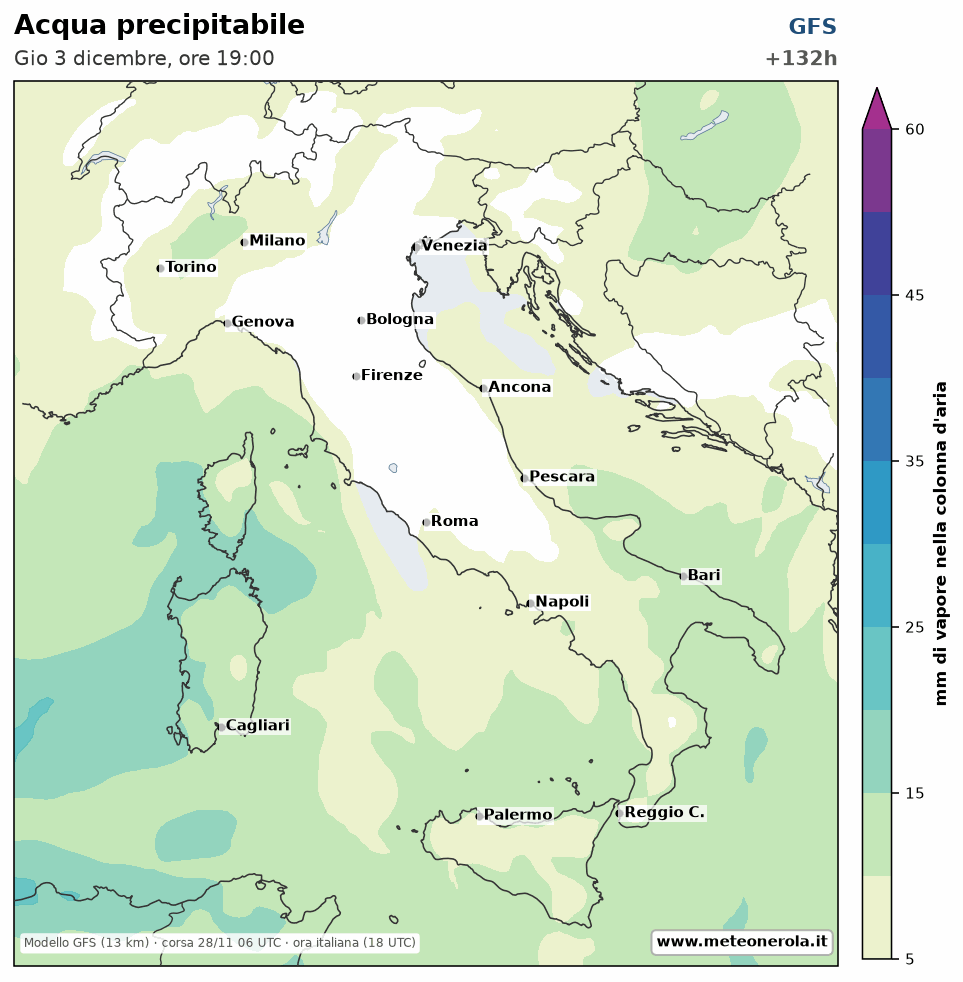 Acqua precipitabile
GFS
Gio 3 dicembre, ore 19:00
+132h
Milano
Venezia
Torino
Genova
Bologna
Firenze
Ancona
Pescara
Roma
Bari
Napoli
Cagliari
Palermo
Reggio C.
60
45
35
25
15
5
mm di vapore nella colonna d'aria
Modello GFS (13 km) · corsa 28/11 06 UTC · ora italiana (18 UTC)
www.meteonerola.it